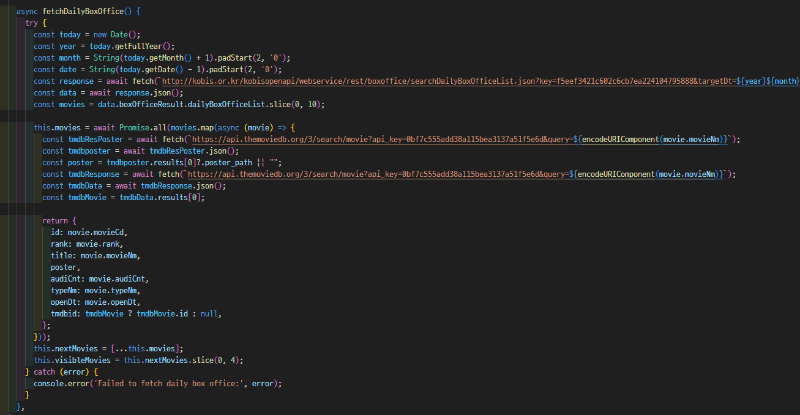 async fetchDailyBoxOffice() {
try {
const today = new Date();
const year = today.getFullYear();
const month = String(today.getMonth() + 1).padStart(2, '0');
const date = String(today.getDate() - 1).padStart(2, '0');
const response = await fetch(`http://kobis.or.kr/kobisopenapi/webservice/rest/boxoffice/searchDailyBoxOfficeList.json?key=f5eef3421c602c6cb7ea224104795888&targetDt=${year}${month}
const data = await response.json();
const movies = data.boxOfficeResult.dailyBoxOfficeList.slice(0, 10);
this.movies = await Promise.all(movies.map(async (movie) => {
const tmdbResPoster = await fetch(`https://api.themoviedb.org/3/search/movie?api_key=0bf7c555add38a115bea3137a51f5e6d&query=${encodeURIComponent(movie.movieNm)}`);
const tmdbposter = await tmdbResPoster.json();
const poster = tmdbposter.results[0]?.poster_path || "";
const tmdbResponse = await fetch(`https://api.themoviedb.org/3/search/movie?api_key=0bf7c555add38a115bea3137a51f5e6d&query=${encodeURIComponent(movie.movieNm)}`);
const tmdbData = await tmdbResponse.json();
const tmdbMovie = tmdbData.results[0];
return {
id: movie.movieCd,
rank: movie.rank,
title: movie.movieNm,
poster,
audiCnt: movie.audiCnt,
typeNm: movie.typeNm,
openDt: movie.openDt,
tmdbid: tmdbMovie ? tmdbMovie.id : null,
};
}));
this.nextMovies = [...this.movies];
this.visibleMovies = this.nextMovies.slice(0, 4);
} catch (error) {
console.error('Failed to fetch daily box office:', error);
}
},